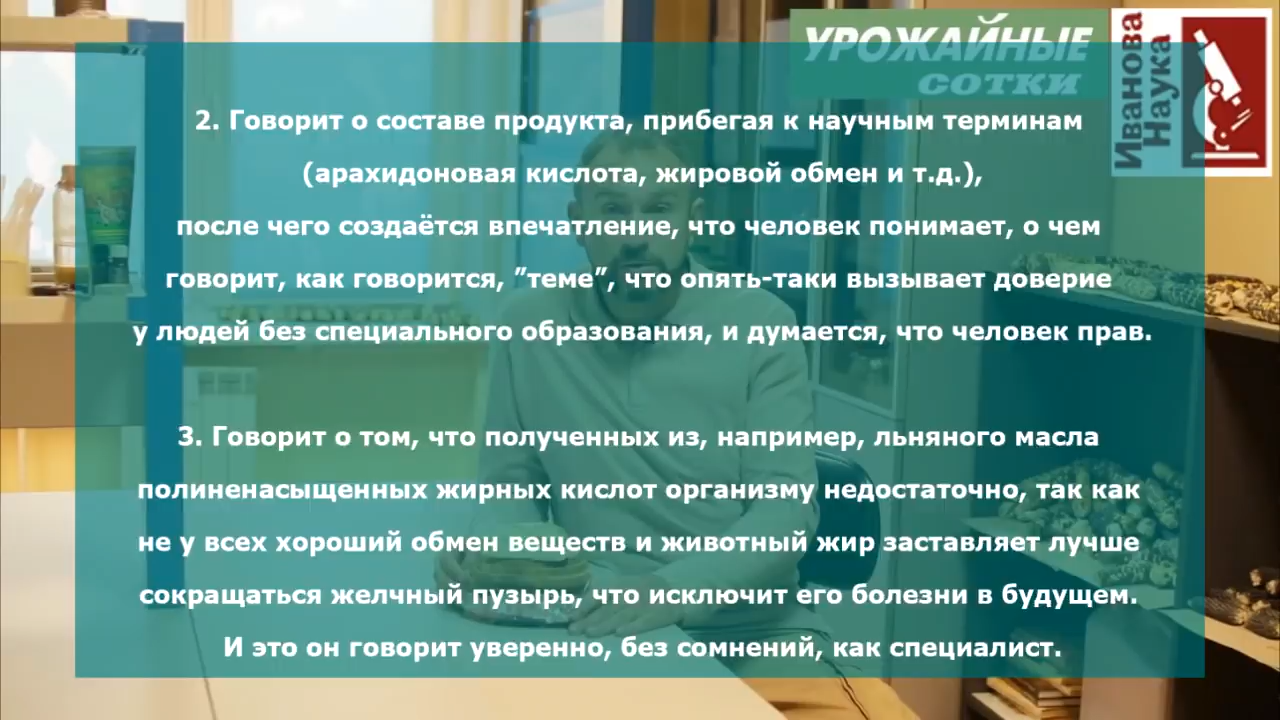 УРОЖАЙНЫЕ
СОТКИ
Иванова
Наука
2. Говорит о составе продукта, прибегая к научным терминам
(арахидоновая кислота, жировой обмен и т.д.),
после чего создаётся впечатление, что человек понимает, о чем
говорит, как говорится, ”теме”, что опять-таки вызывает доверие
у людей без специального образования, и думается, что человек прав.
3. Говорит о том, что полученных из, например, льняного масла
полиненасыщенных жирных кислот организму недостаточно, так как
не у всех хороший обмен веществ и животный жир заставляет лучше
сокращаться желчный пузырь, что исключит его болезни в будущем.
И это он говорит уверенно, без сомнений, как специалист.